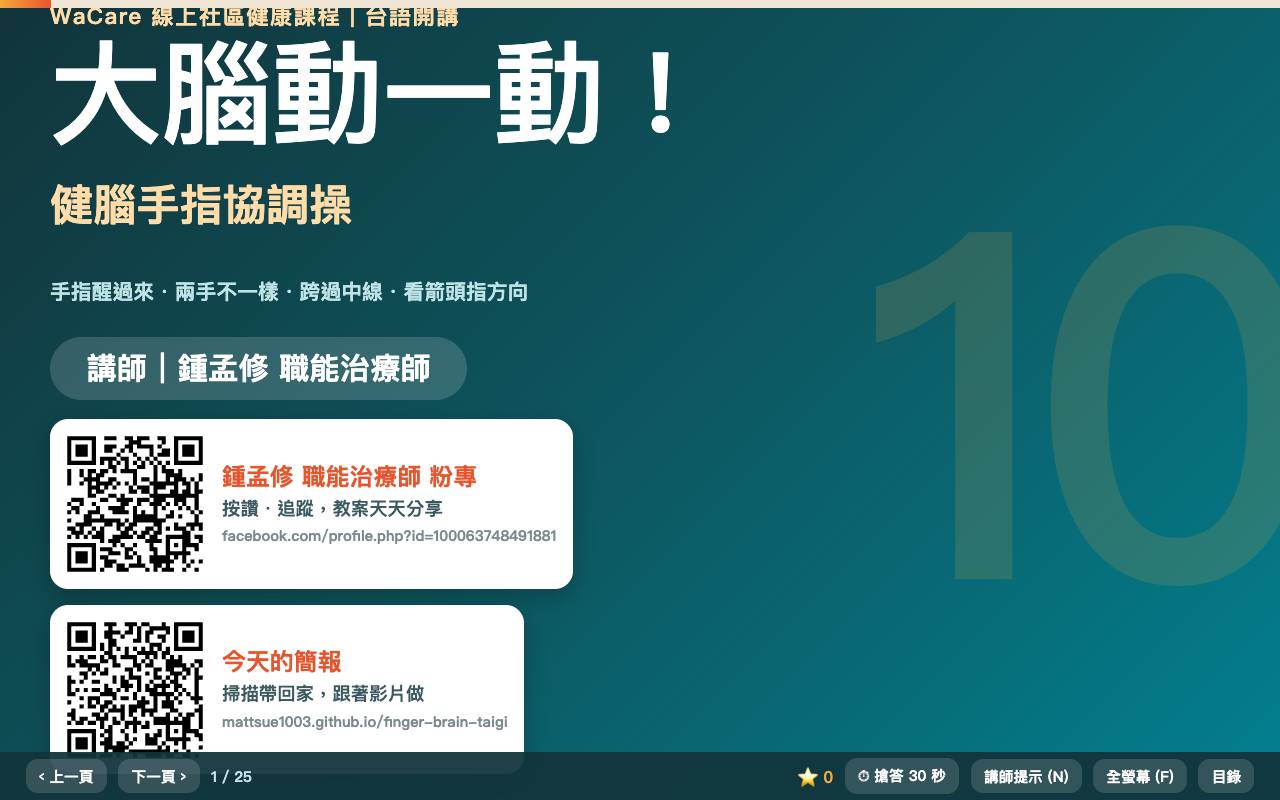 WaCare 線上社區健康課程｜台語開講
大腦動一動！
健腦手指協調操
手指醒過來 · 兩手不一樣 · 跨過中線 · 看箭頭指方向
講師｜鍾孟修 職能治療師
鍾孟修 職能治療師 粉專
按讚 · 追蹤，教案天天分享
facebook.com/profile.php?id=100063748491881
10
今天的簡報
掃描帶回家，跟著影片做
mattsue1003.github.io/finger-brain-taigi
‹ 上一頁 下一頁 › 1 / 25 ⭐ 0 ⏱ 搶答 30 秒 講師提示 (N) 全螢幕 (F) 目錄